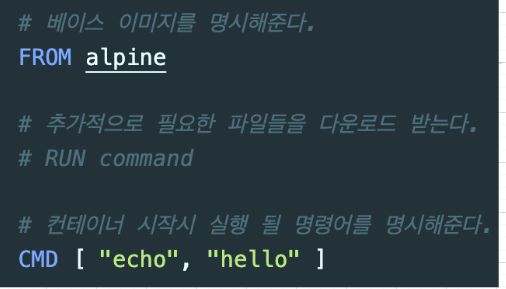 # 베이스 이미지를 명시해준다.
FROM alpine
# 추가적으로 필요한 파일들을 다운로드 받는다.
# RUN command
# 컨테이너 시작시 실행 될 명령어를 명시해준다.
CMD [ "echo", "hello" ]